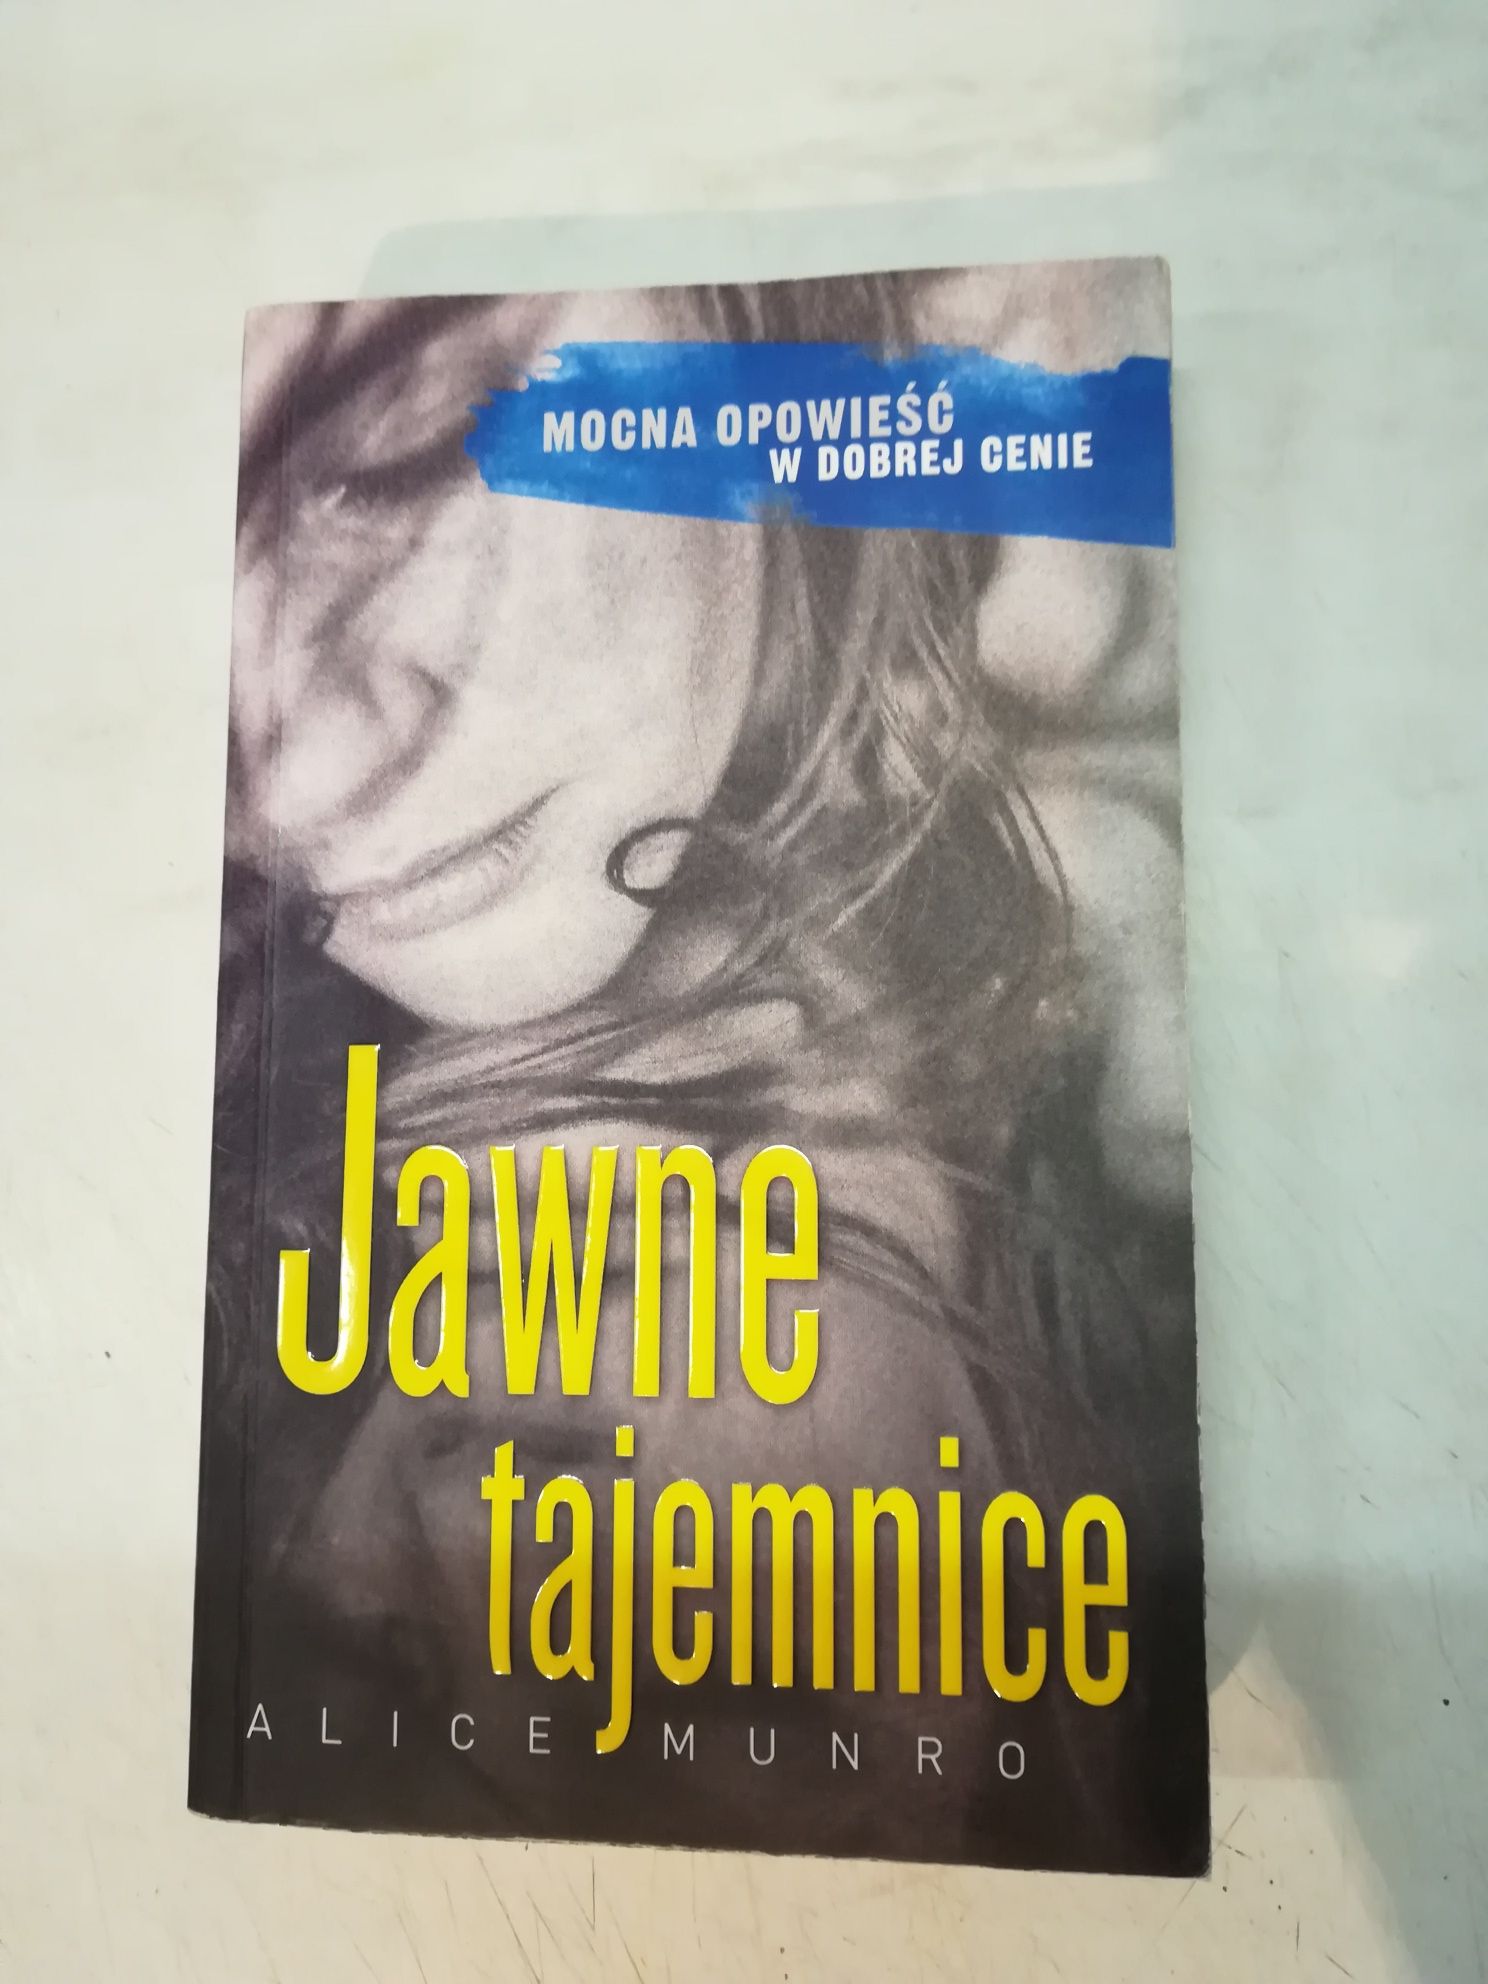 MOCNA OPOWIEŚĆ
W DOBREJ CENIE
Jawne
tajemnice
ALICE MUNRO